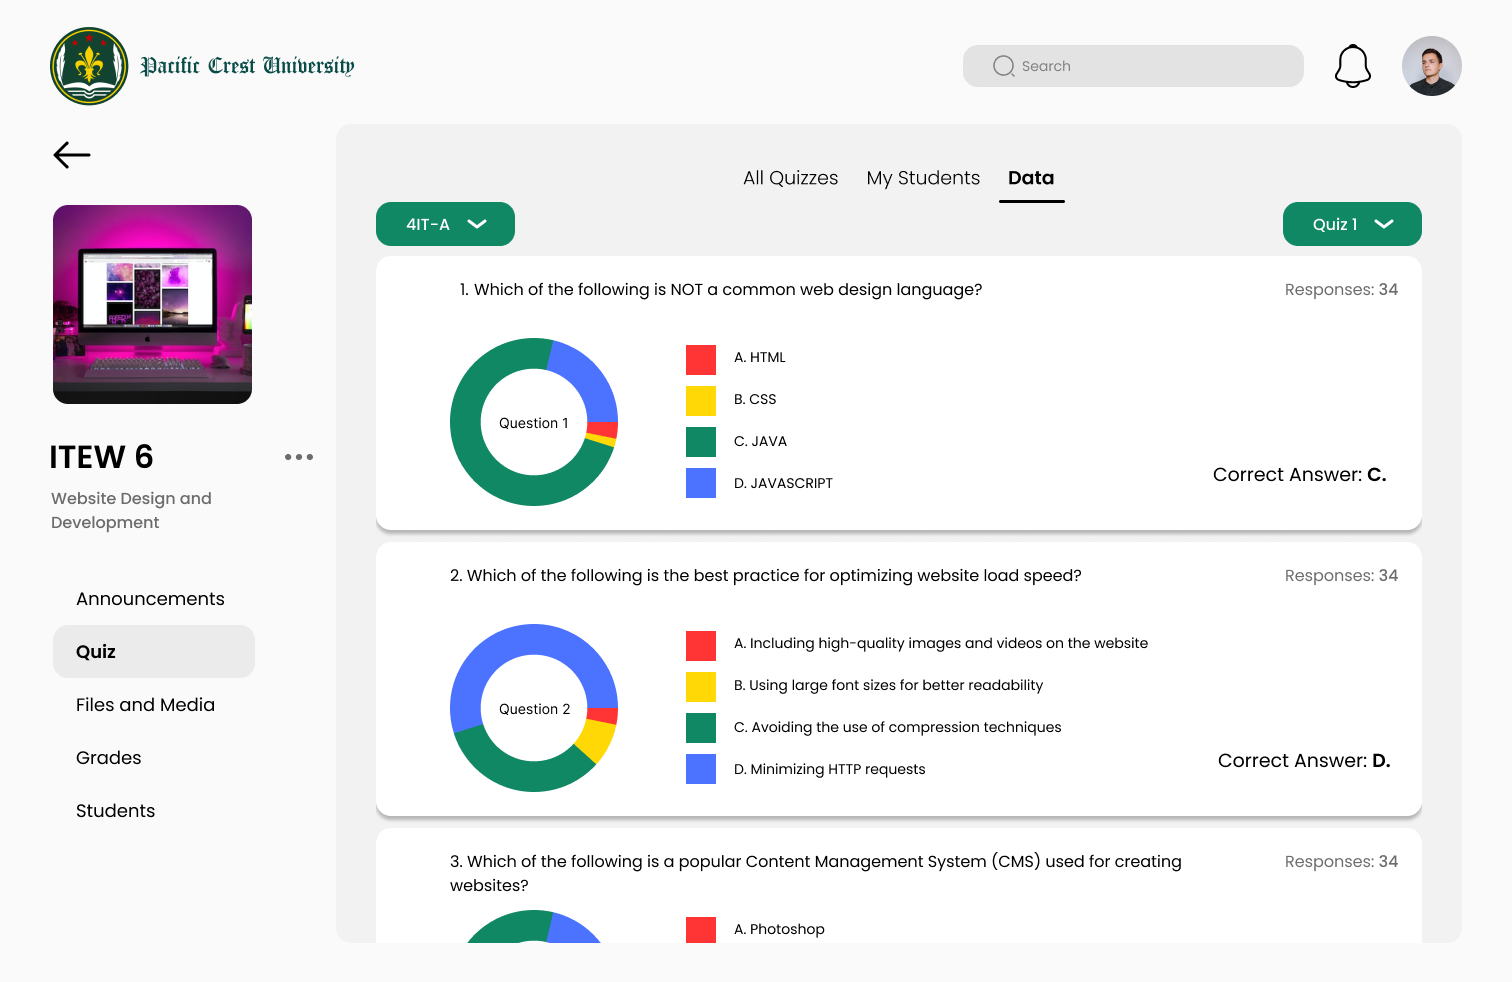 Pacific Crest University
Search
All Quizzes
My Students
Data
4IT-A
Quiz 1
ITEW 6
Website Design and
Development
Announcements
Quiz
Files and Media
Grades
Students
1. Which of the following is NOT a common web design language?
Responses: 34
Question 1
A. HTML
B. CSS
C. JAVA
D. JAVASCRIPT
Correct Answer: C.
2. Which of the following is the best practice for optimizing website load speed?
Responses: 34
Question 2
A. Including high-quality images and videos on the website
B. Using large font sizes for better readability
C. Avoiding the use of compression techniques
D. Minimizing HTTP requests
Correct Answer: D.
3. Which of the following is a popular Content Management System (CMS) used for creating
websites?
Responses: 34
A. Photoshop